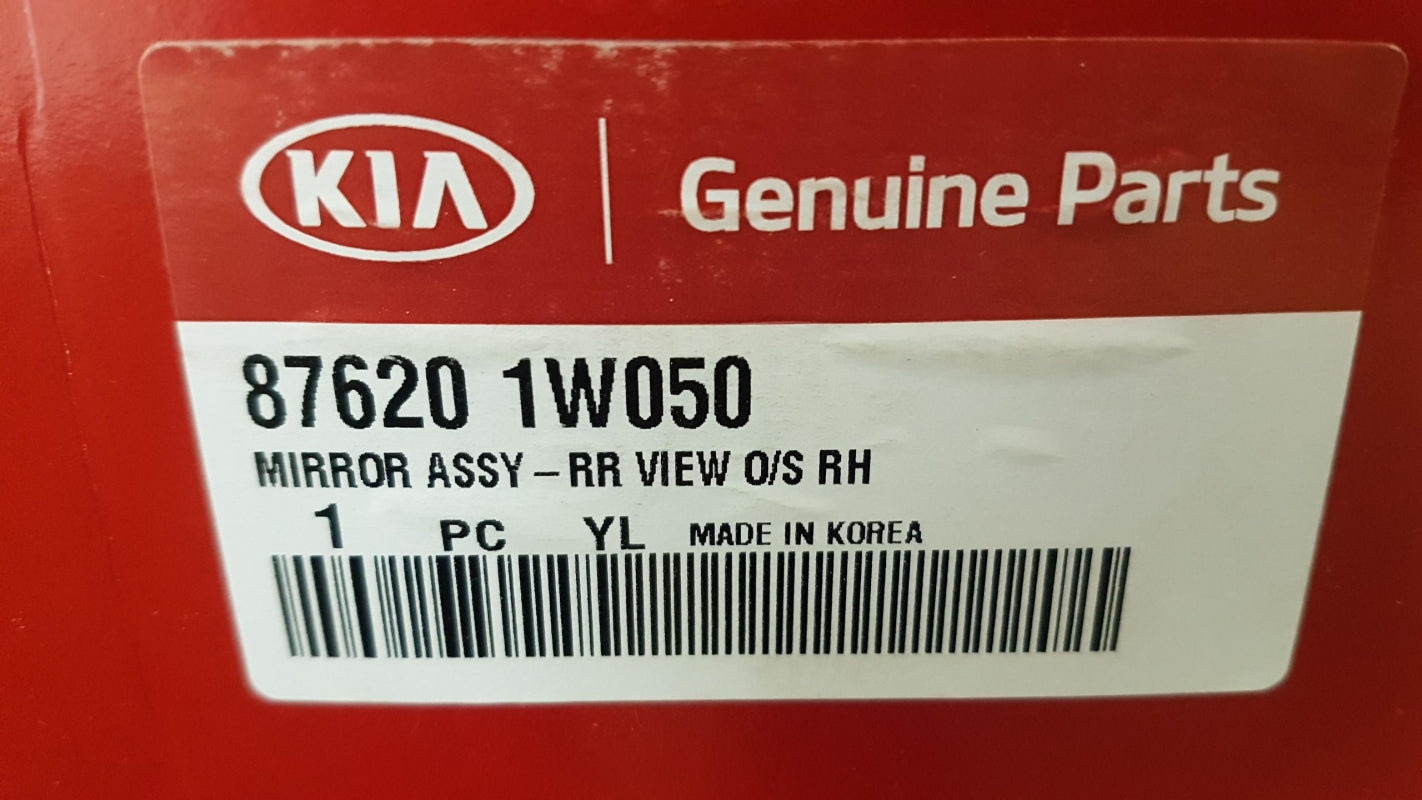 KIA Genuine Parts
87620 1W050
MIRROR ASSY – RR VIEW O/S RH
1 PC YL MADE IN KOREA